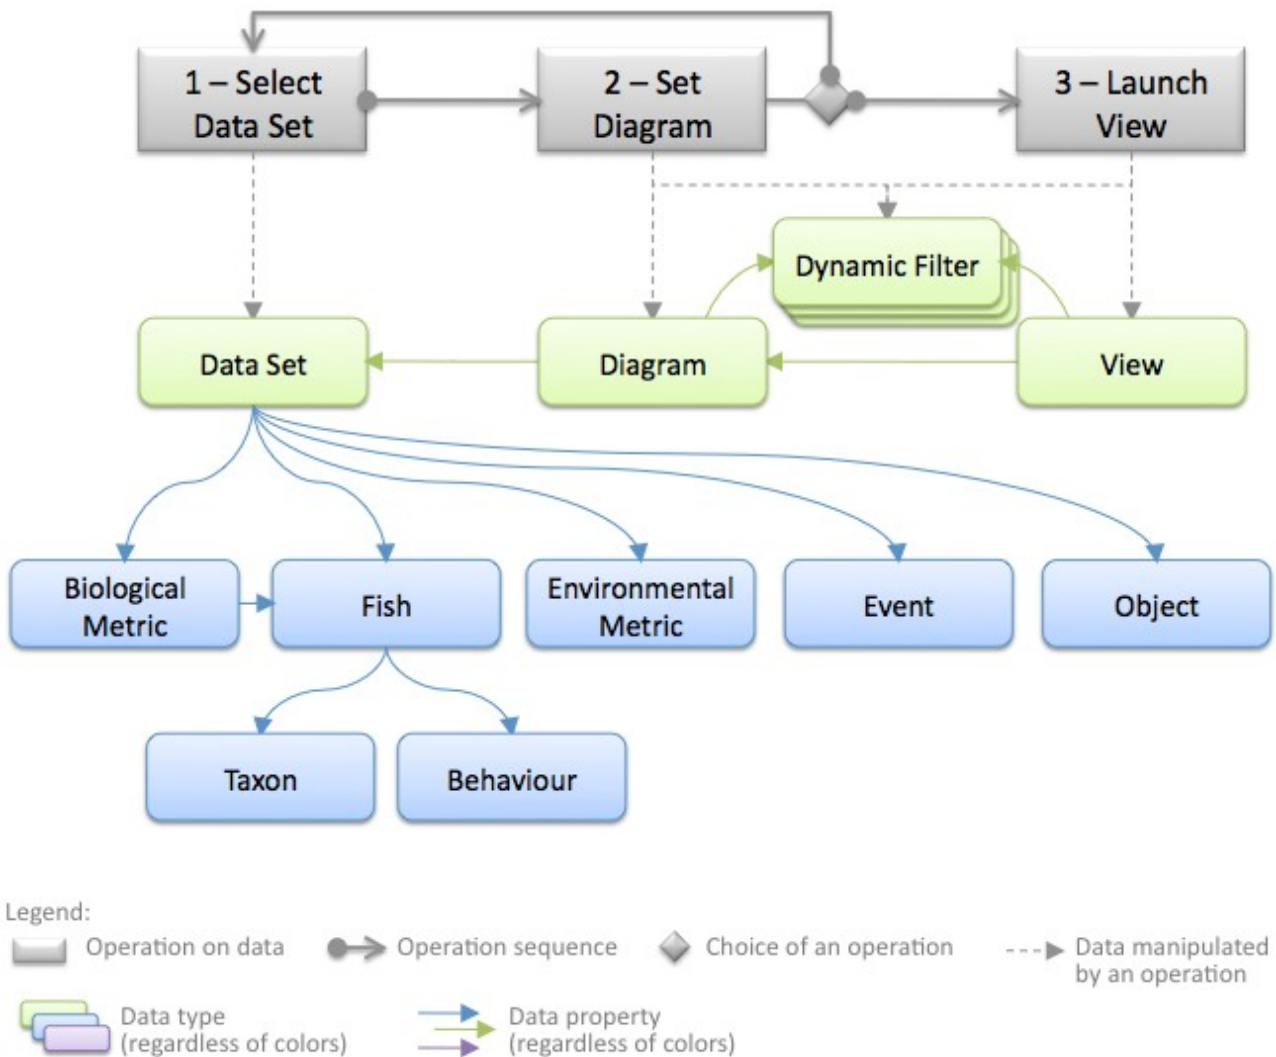 1 – Select
Data Set
2 – Set
Diagram
3 – Launch
View
Dynamic Filter
Data Set
Diagram
View
Biological
Metric
Fish
Environmental
Metric
Event
Object
Taxon
Behaviour
Legend:
Operation on data
Operation sequence
Choice of an operation
Data manipulated
by an operation
Data type
(regardless of colors)
Data property
(regardless of colors)